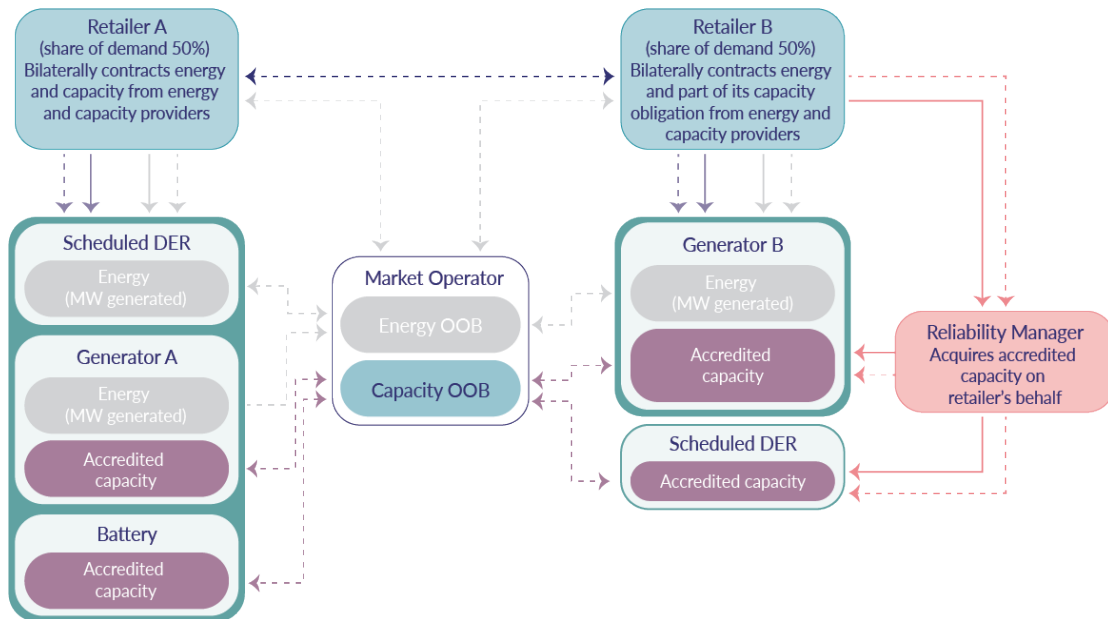 Retailer A
(share of demand 50%)
Bilaterally contracts energy
and capacity from energy
and capacity providers
Retailer B
(share of demand 50%)
Bilaterally contracts energy
and part of its capacity
obligation from energy and
capacity providers
Scheduled DER
Energy
(MW generated)
Generator A
Energy
(MW generated)
Accredited
capacity
Battery
Accredited
capacity
Market Operator
Energy OOB
Capacity OOB
Generator B
Energy
(MW generated)
Accredited
capacity
Scheduled DER
Accredited capacity
Reliability Manager
Acquires accredited
capacity on
retailer's behalf